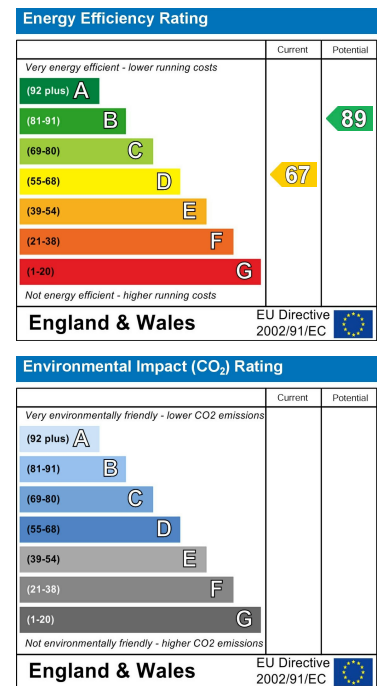 Energy Efficiency Rating
Current Potential
Very energy efficient - lower running costs
(92 plus) A
(81-91) B
89
(69-80) C
(55-68) D
67
(39-54) E
(21-38) F
(1-20) G
Not energy efficient - higher running costs
England & Wales
EU Directive
2002/91/EC
Environmental Impact (CO₂) Rating
Current Potential
Very environmentally friendly - lower CO2 emissions
(92 plus) A
(81-91) B
(69-80) C
(55-68) D
(39-54) E
(21-38) F
(1-20) G
Not environmentally friendly - higher CO2 emissions
England & Wales
EU Directive
2002/91/EC